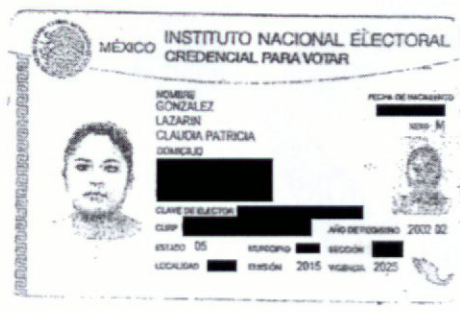 MÉXICO INSTITUTO NACIONAL ELECTORAL
CREDENCIAL PARA VOTAR
NOMBRE
GONZALEZ
LAZARIN
CLAUDIA PATRICIA
FECHA DE NACIMIENTO
SEXO M
DOMICILIO
CLAVE DE ELECTOR
CURP AÑO DE REGISTRO 2002 02
ESTADO 05 MUNICIPIO SECCIÓN
LOCALIDAD EMISIÓN 2015 VIGENCIA 2025